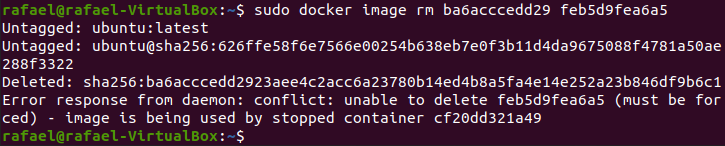 rafael@rafael-VirtualBox:~$ sudo docker image rm ba6acccedd29 feb5d9fea6a5
Untagged: ubuntu:latest
Untagged: ubuntu@sha256:626ffe58f6e7566e00254b638eb7e0f3b11d4da9675088f4781a50ae
288f3322
Deleted: sha256:ba6acccedd2923aee4c2acc6a23780b14ed4b8a5fa4e14e252a23b846df9b6c1
Error response from daemon: conflict: unable to delete feb5d9fea6a5 (must be for
ced) - image is being used by stopped container cf20dd321a49
rafael@rafael-VirtualBox:~$